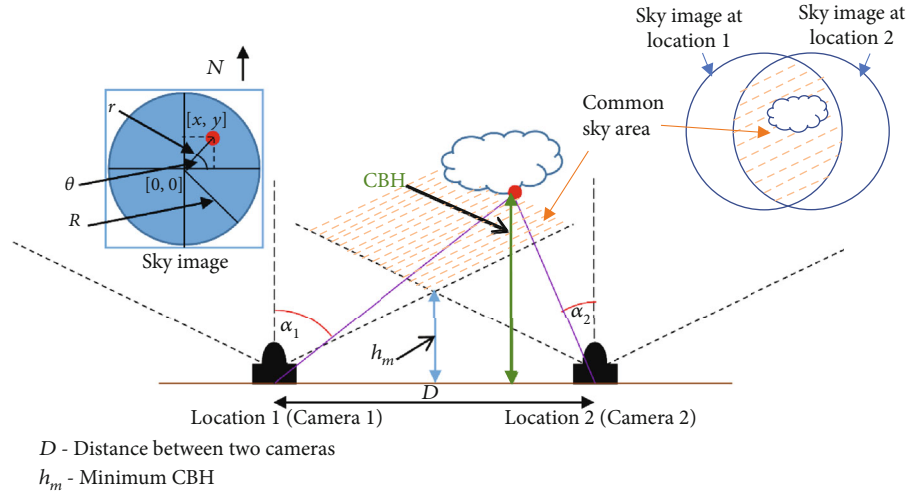 N
r
[x, y]
θ
[0, 0]
R
Sky image
Sky image at
location 1
Sky image at
location 2
Common
sky area
CBH
α1
α2
hm
D
Location 1 (Camera 1)
Location 2 (Camera 2)
D - Distance between two cameras
hm - Minimum CBH